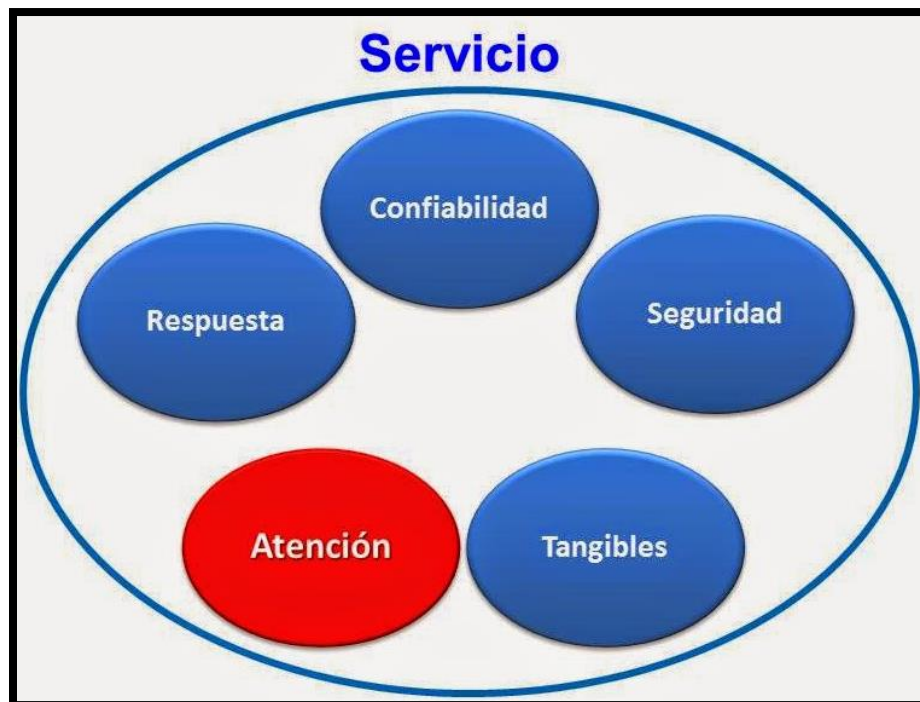 Servicio
Confiabilidad
Respuesta
Seguridad
Atención
Tangibles